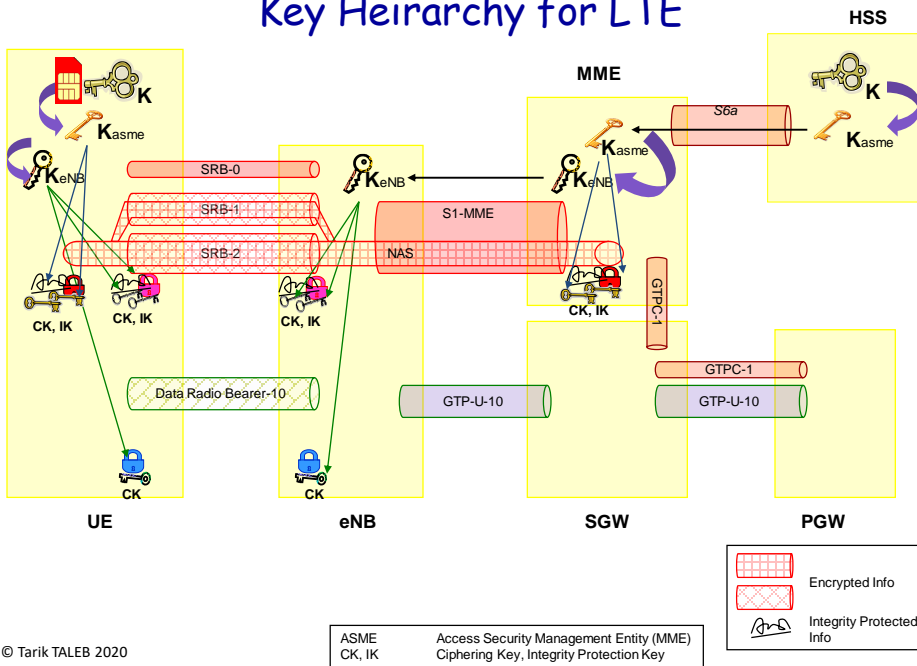 Key Heirarchy for LTE
HSS
MME
K
K
S6a
Kasme
Kasme
Kasme
SRB-0
KeNB
KeNB
KeNB
SRB-1
S1-MME
SRB-2
NAS
GTPC-1
CK, IK
CK, IK
CK, IK
CK, IK
GTPC-1
Data Radio Bearer-10
GTP-U-10
GTP-U-10
CK
CK
UE
eNB
SGW
PGW
Encrypted Info
Integrity Protected
Info
© Tarik TALEB 2020
ASME Access Security Management Entity (MME)
CK, IK Ciphering Key, Integrity Protection Key